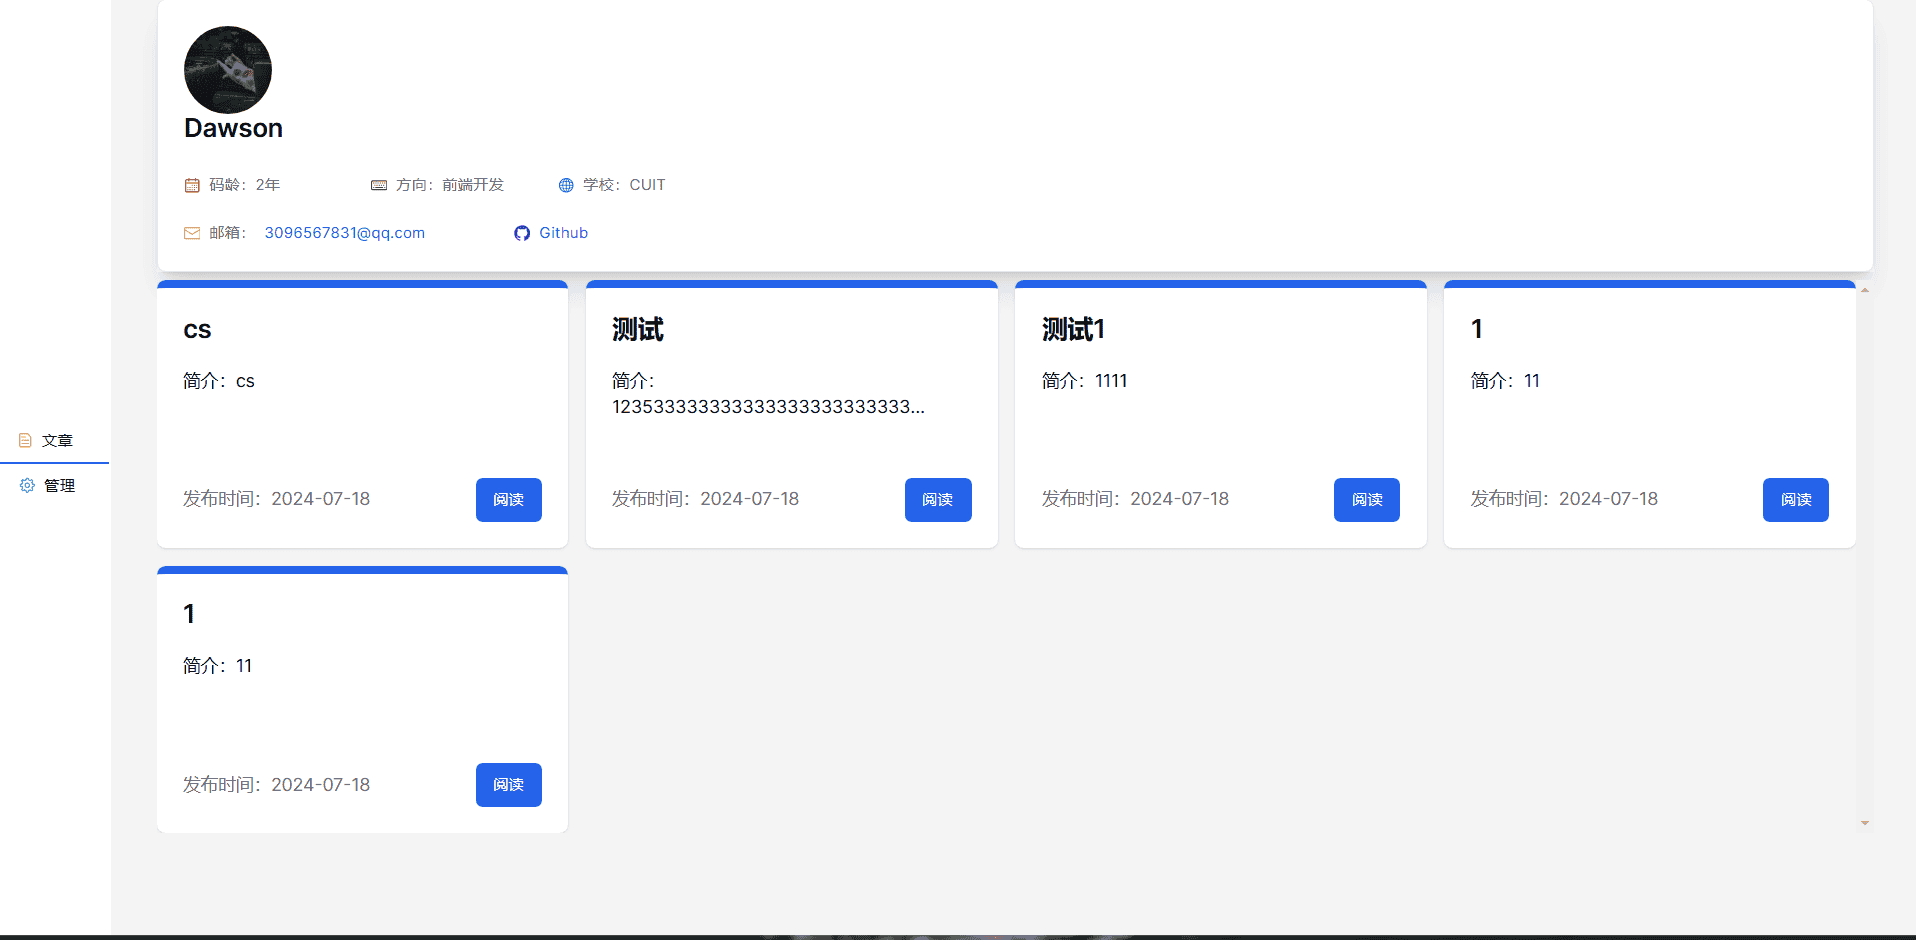 Dawson
码龄：2年
方向：前端开发
学校：CUIT
邮箱：
3096567831@qq.com
Github
文章
管理
cs
简介：cs
发布时间：2024-07-18
阅读
测试
简介：
1235333333333333333333333333...
发布时间：2024-07-18
阅读
测试1
简介：1111
发布时间：2024-07-18
阅读
1
简介：11
发布时间：2024-07-18
阅读
1
简介：11
发布时间：2024-07-18
阅读